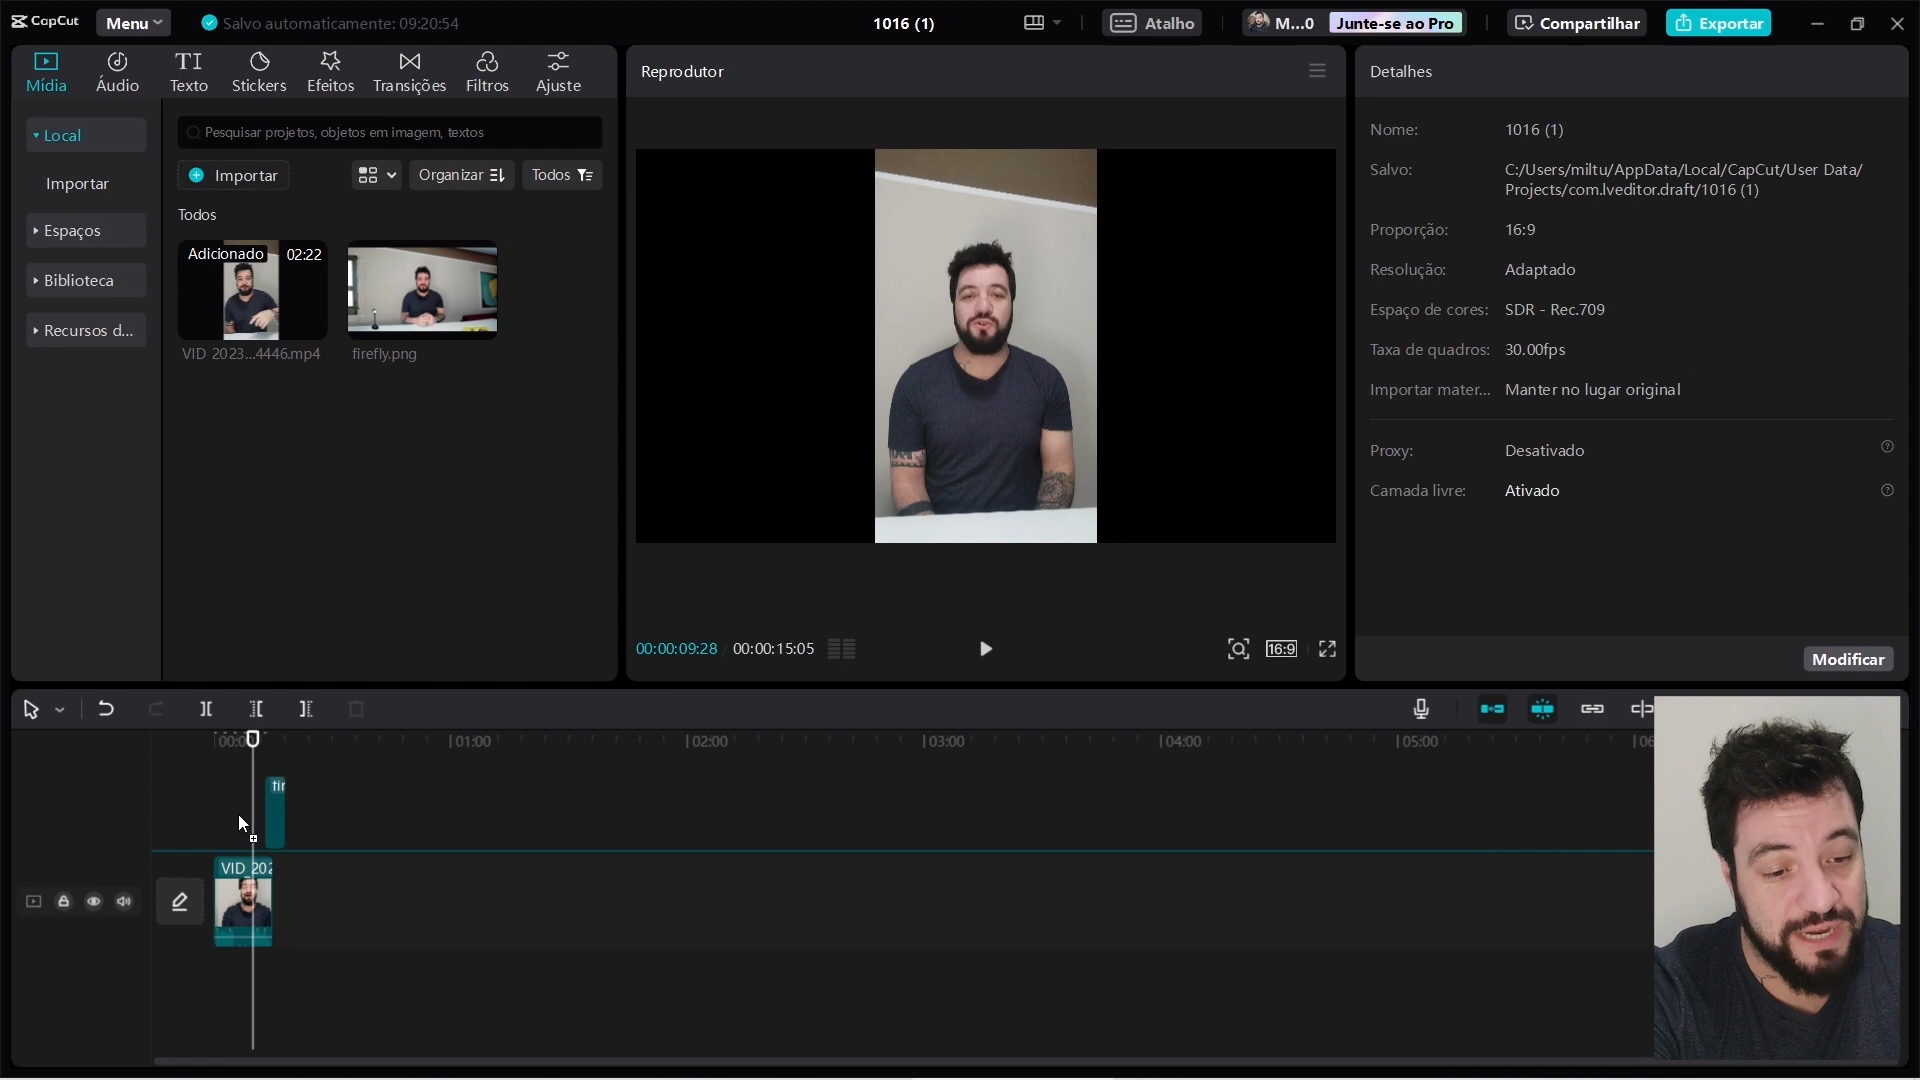 CapCut
Menu
Salvo automaticamente: 09:20:54
1016 (1)
Atalho
M...0
Junte-se ao Pro
Compartilhar
Exportar
Mídia
Áudio
Texto
Stickers
Efeitos
Transições
Filtros
Ajuste
Local
Importar
Espaços
Biblioteca
Recursos d...
Pesquisar projetos, objetos em imagem, textos
Importar
Organizar
Todos
Todos
Adicionado
02:22
VID 2023...4446.mp4
firefly.png
Reprodutor
00:00:09:28
00:00:15:05
16:9
Detalhes
Nome:
1016 (1)
Salvo:
C:/Users/miltu/AppData/Local/CapCut/User Data/
Projects/com.lveditor.draft/1016 (1)
Proporção:
16:9
Resolução:
Adaptado
Espaço de cores:
SDR - Rec.709
Taxa de quadros:
30.00fps
Importar mater...
Manter no lugar original
Proxy:
Desativado
Camada livre:
Ativado
Modificar
01:00
02:00
03:00
04:00
05:00
VID_202